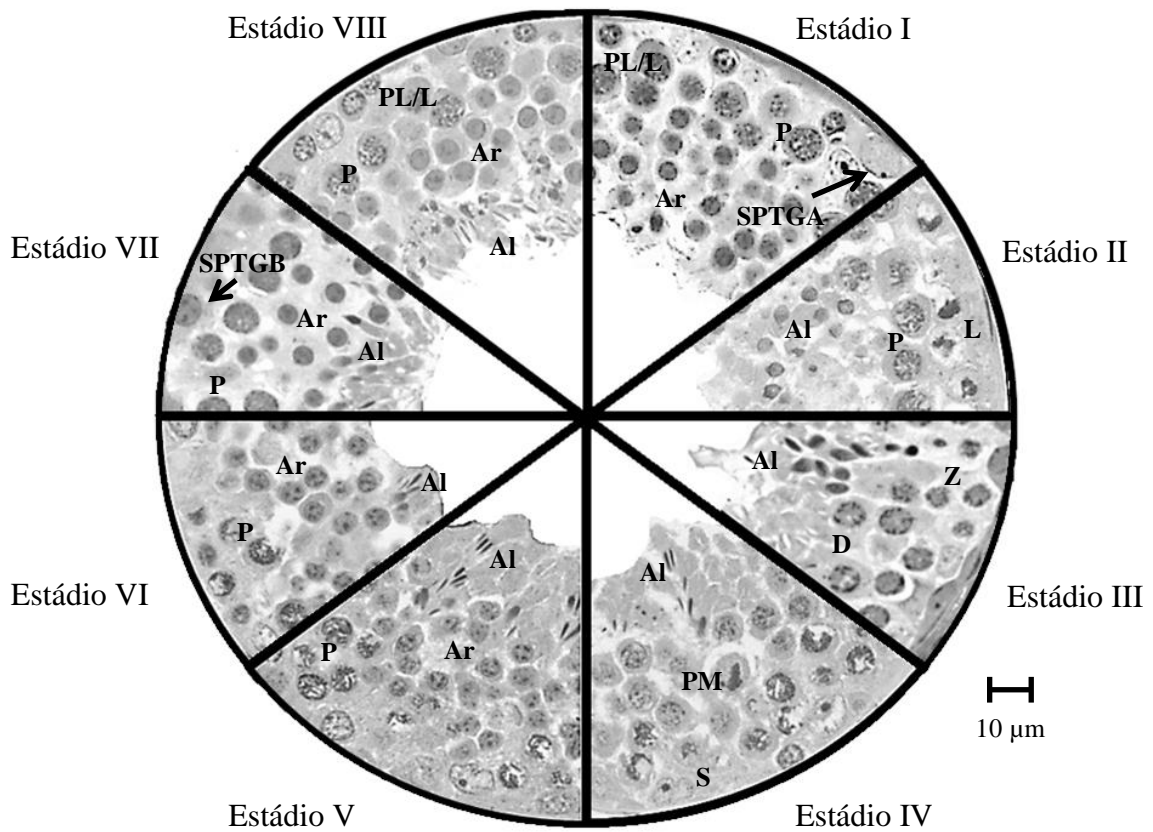 Estádio VIII
Estádio I
PL/L
PL/L
P
Ar
P
Ar
SPTGA
Al
Estádio VII
SPTGB
Ar
Al
P
Estádio II
Al
L
P
Ar
Al
P
Estádio VI
Al
Z
D
Estádio III
Al
P
Ar
Al
PM
S
10 µm
Estádio V
Estádio IV